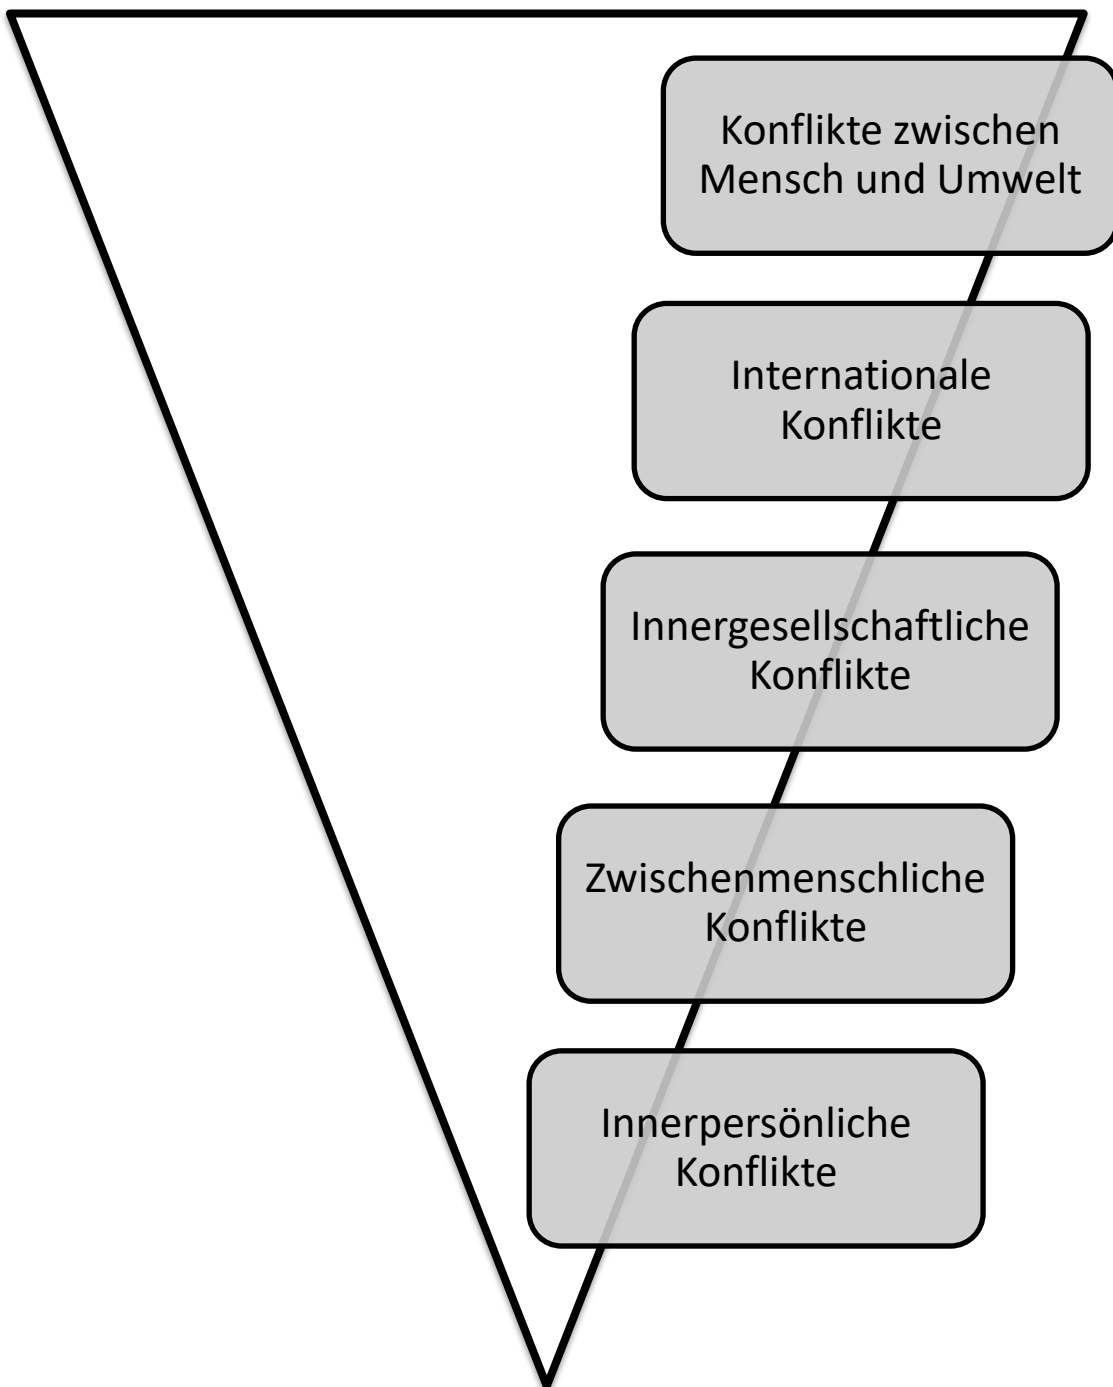 Konflikte zwischen
Mensch und Umwelt
Internationale
Konflikte
Innergesellschaftliche
Konflikte
Zwischenmenschliche
Konflikte
Innerpersönliche
Konflikte